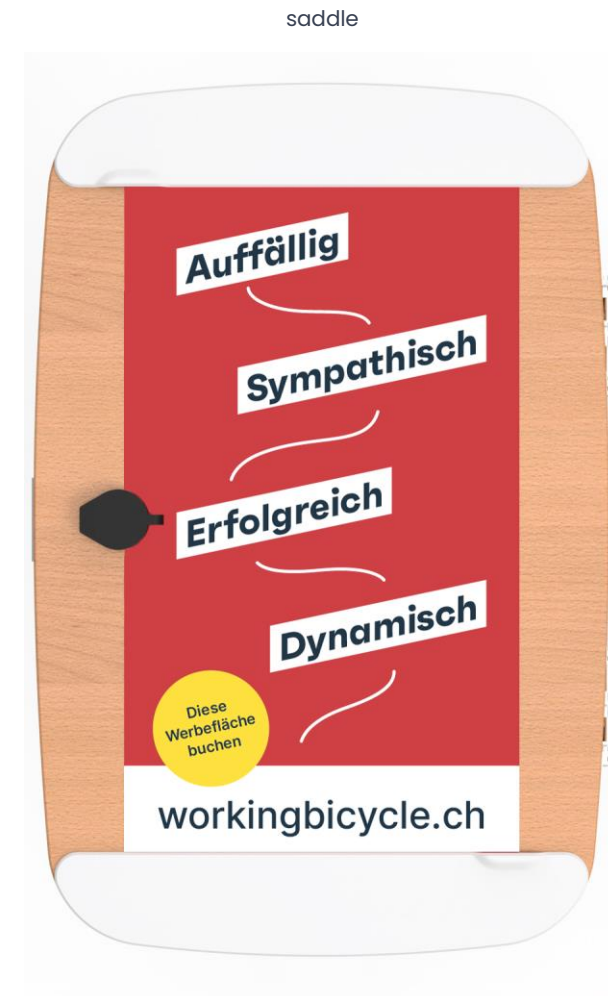 saddle
Auffällig
Sympathisch
Erfolgreich
Dynamisch
Diese
Werbefläche
buchen
workingbicycle.ch